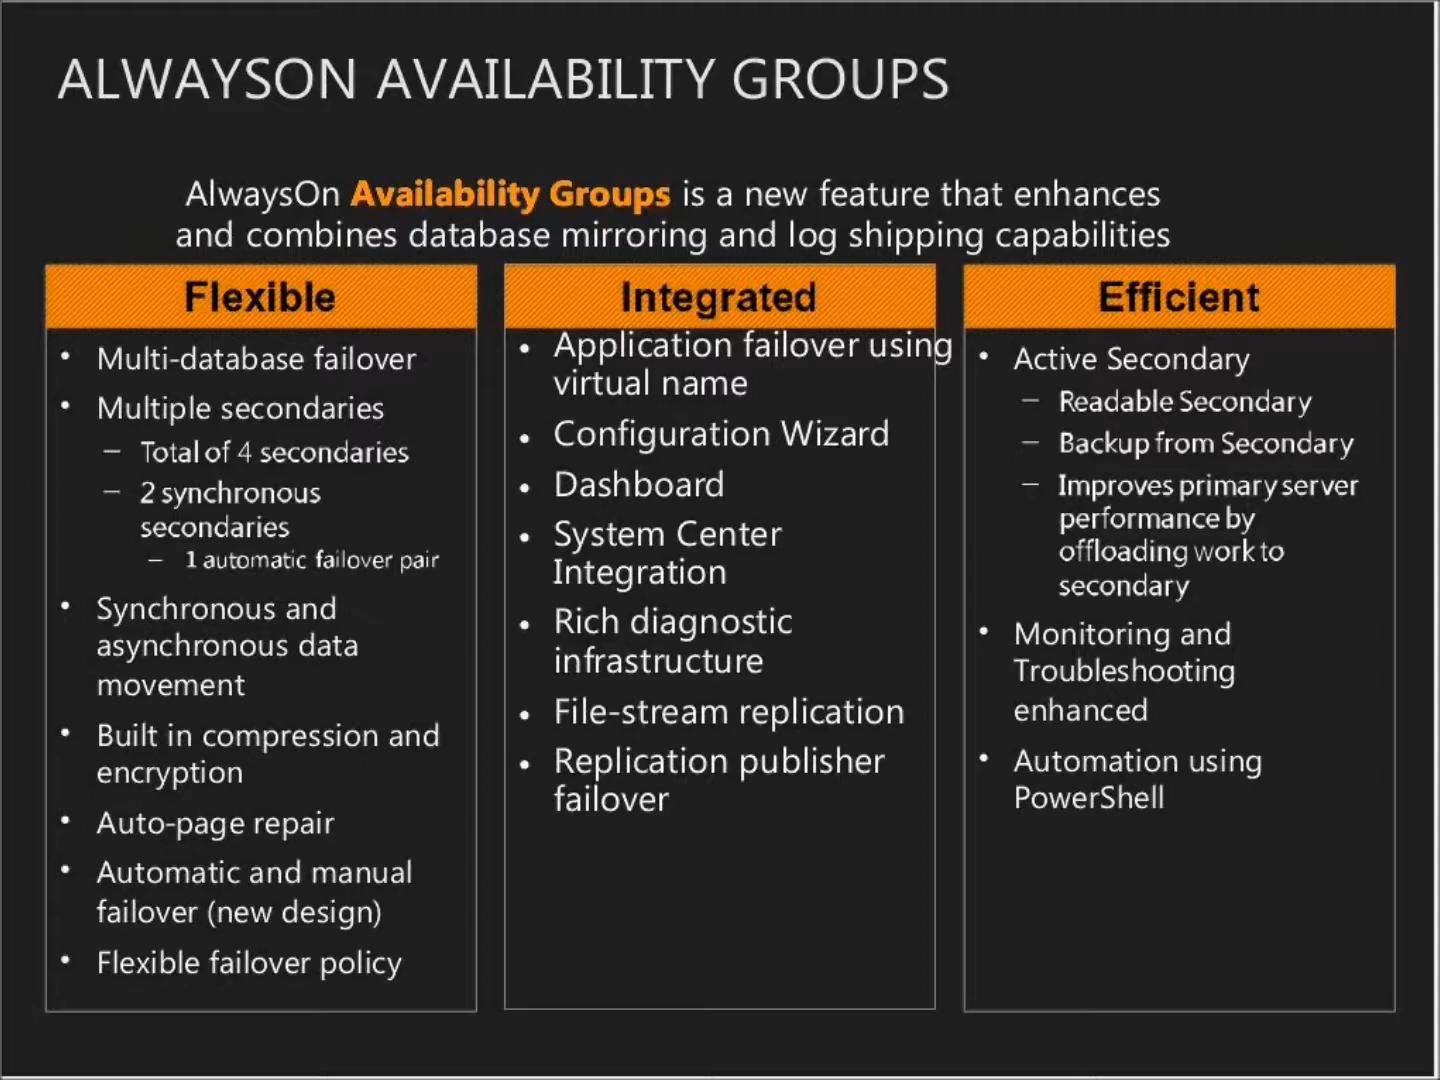 ALWAYSON AVAILABILITY GROUPS
AlwaysOn Availability Groups is a new feature that enhances
and combines database mirroring and log shipping capabilities
Flexible
• Multi-database failover
• Multiple secondaries
– Total of 4 secondaries
– 2 synchronous
secondaries
– 1 automatic failover pair
• Synchronous and
asynchronous data
movement
• Built in compression and
encryption
• Auto-page repair
• Automatic and manual
failover (new design)
• Flexible failover policy
Integrated
• Application failover using
virtual name
• Configuration Wizard
• Dashboard
• System Center
Integration
• Rich diagnostic
infrastructure
• File-stream replication
• Replication publisher
failover
Efficient
• Active Secondary
– Readable Secondary
– Backup from Secondary
– Improves primary server
performance by
offloading work to
secondary
• Monitoring and
Troubleshooting
enhanced
• Automation using
PowerShell